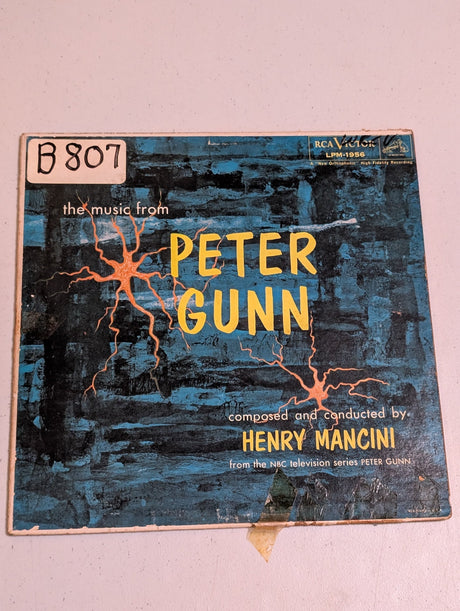 B807
RCA VICTOR
LPM-1956
A "New Orthophonic" High Fidelity Recording
the music from
PETER
GUNN
composed and conducted by
HENRY MANCINI
from the NBC television series PETER GUNN